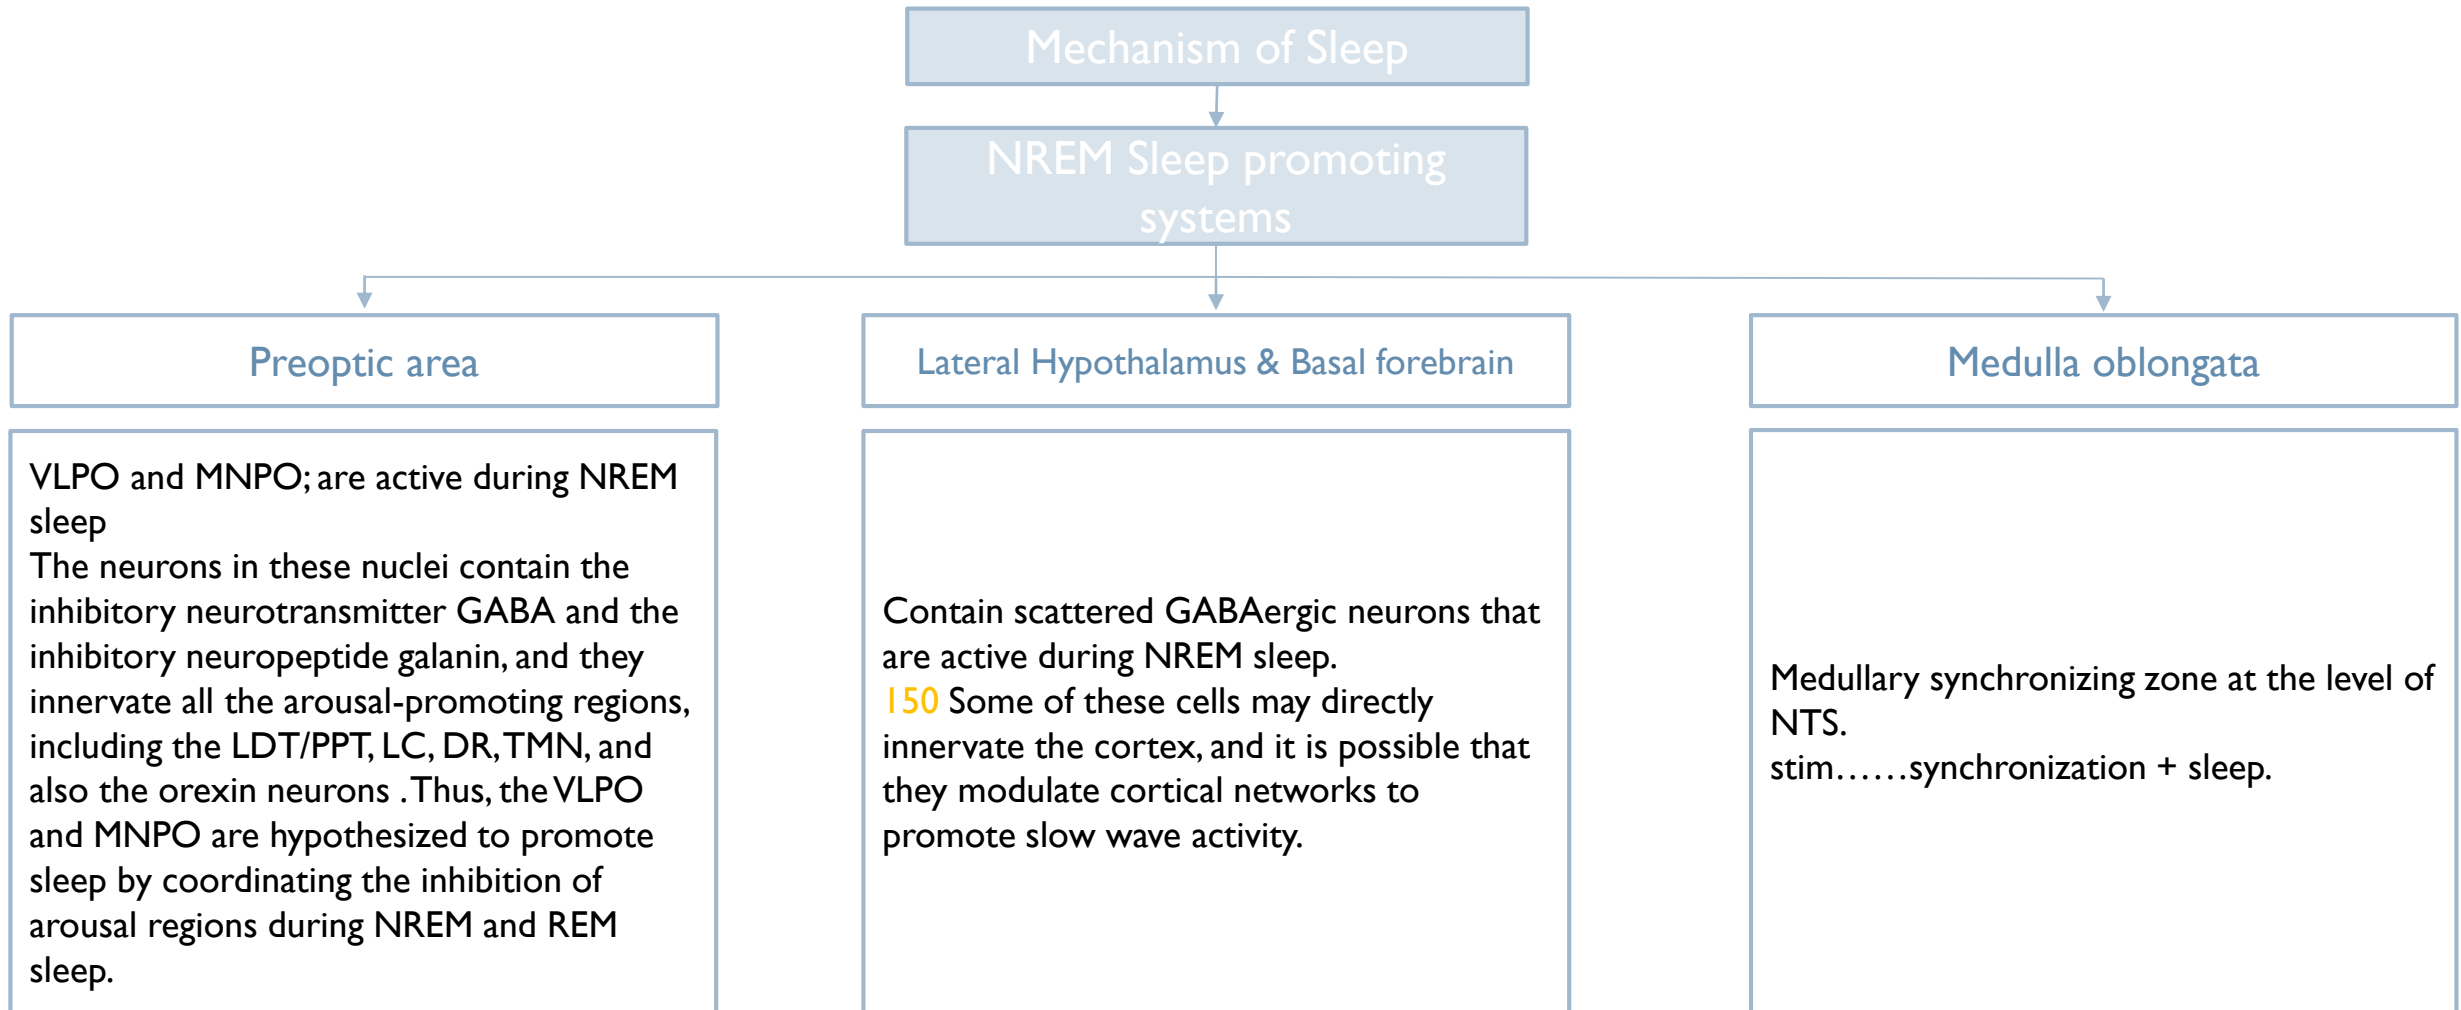 Mechanism of Sleep
NREM Sleep promoting
systems
Preoptic area
Lateral Hypothalamus & Basal forebrain
Medulla oblongata
VLPO and MNPO; are active during NREM
sleep
The neurons in these nuclei contain the
inhibitory neurotransmitter GABA and the
inhibitory neuropeptide galanin, and they
innervate all the arousal-promoting regions,
including the LDT/PPT, LC, DR, TMN, and
also the orexin neurons . Thus, the VLPO
and MNPO are hypothesized to promote
sleep by coordinating the inhibition of
arousal regions during NREM and REM
sleep.
Contain scattered GABAergic neurons that
are active during NREM sleep.
150 Some of these cells may directly
innervate the cortex, and it is possible that
they modulate cortical networks to
promote slow wave activity.
Medullary synchronizing zone at the level of
NTS.
stim……synchronization + sleep.